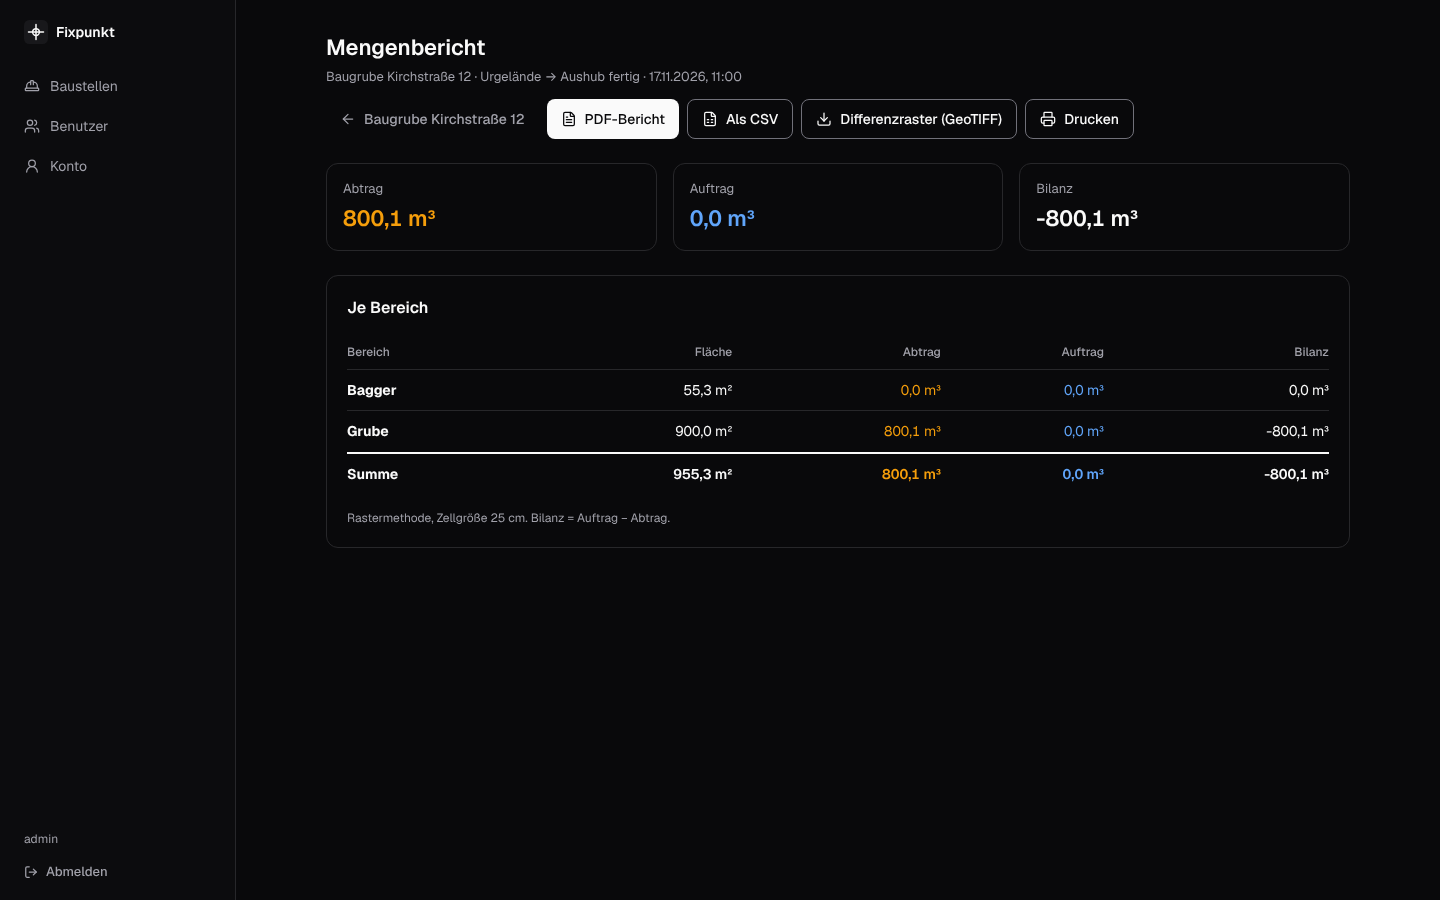 Fixpunkt
Baustellen
Benutzer
Konto
admin
Abmelden
Mengenbericht
Baugrube Kirchstraße 12 · Urgelände → Aushub fertig · 17.11.2026, 11:00
← Baugrube Kirchstraße 12 PDF-Bericht Als CSV Differenzraster (GeoTIFF) Drucken
Abtrag
800,1 m³
Auftrag
0,0 m³
Bilanz
-800,1 m³
Je Bereich
Bereich Fläche Abtrag Auftrag Bilanz
Bagger 55,3 m² 0,0 m³ 0,0 m³ 0,0 m³
Grube 900,0 m² 800,1 m³ 0,0 m³ -800,1 m³
Summe 955,3 m² 800,1 m³ 0,0 m³ -800,1 m³
Rastermethode, Zellgröße 25 cm. Bilanz = Auftrag − Abtrag.